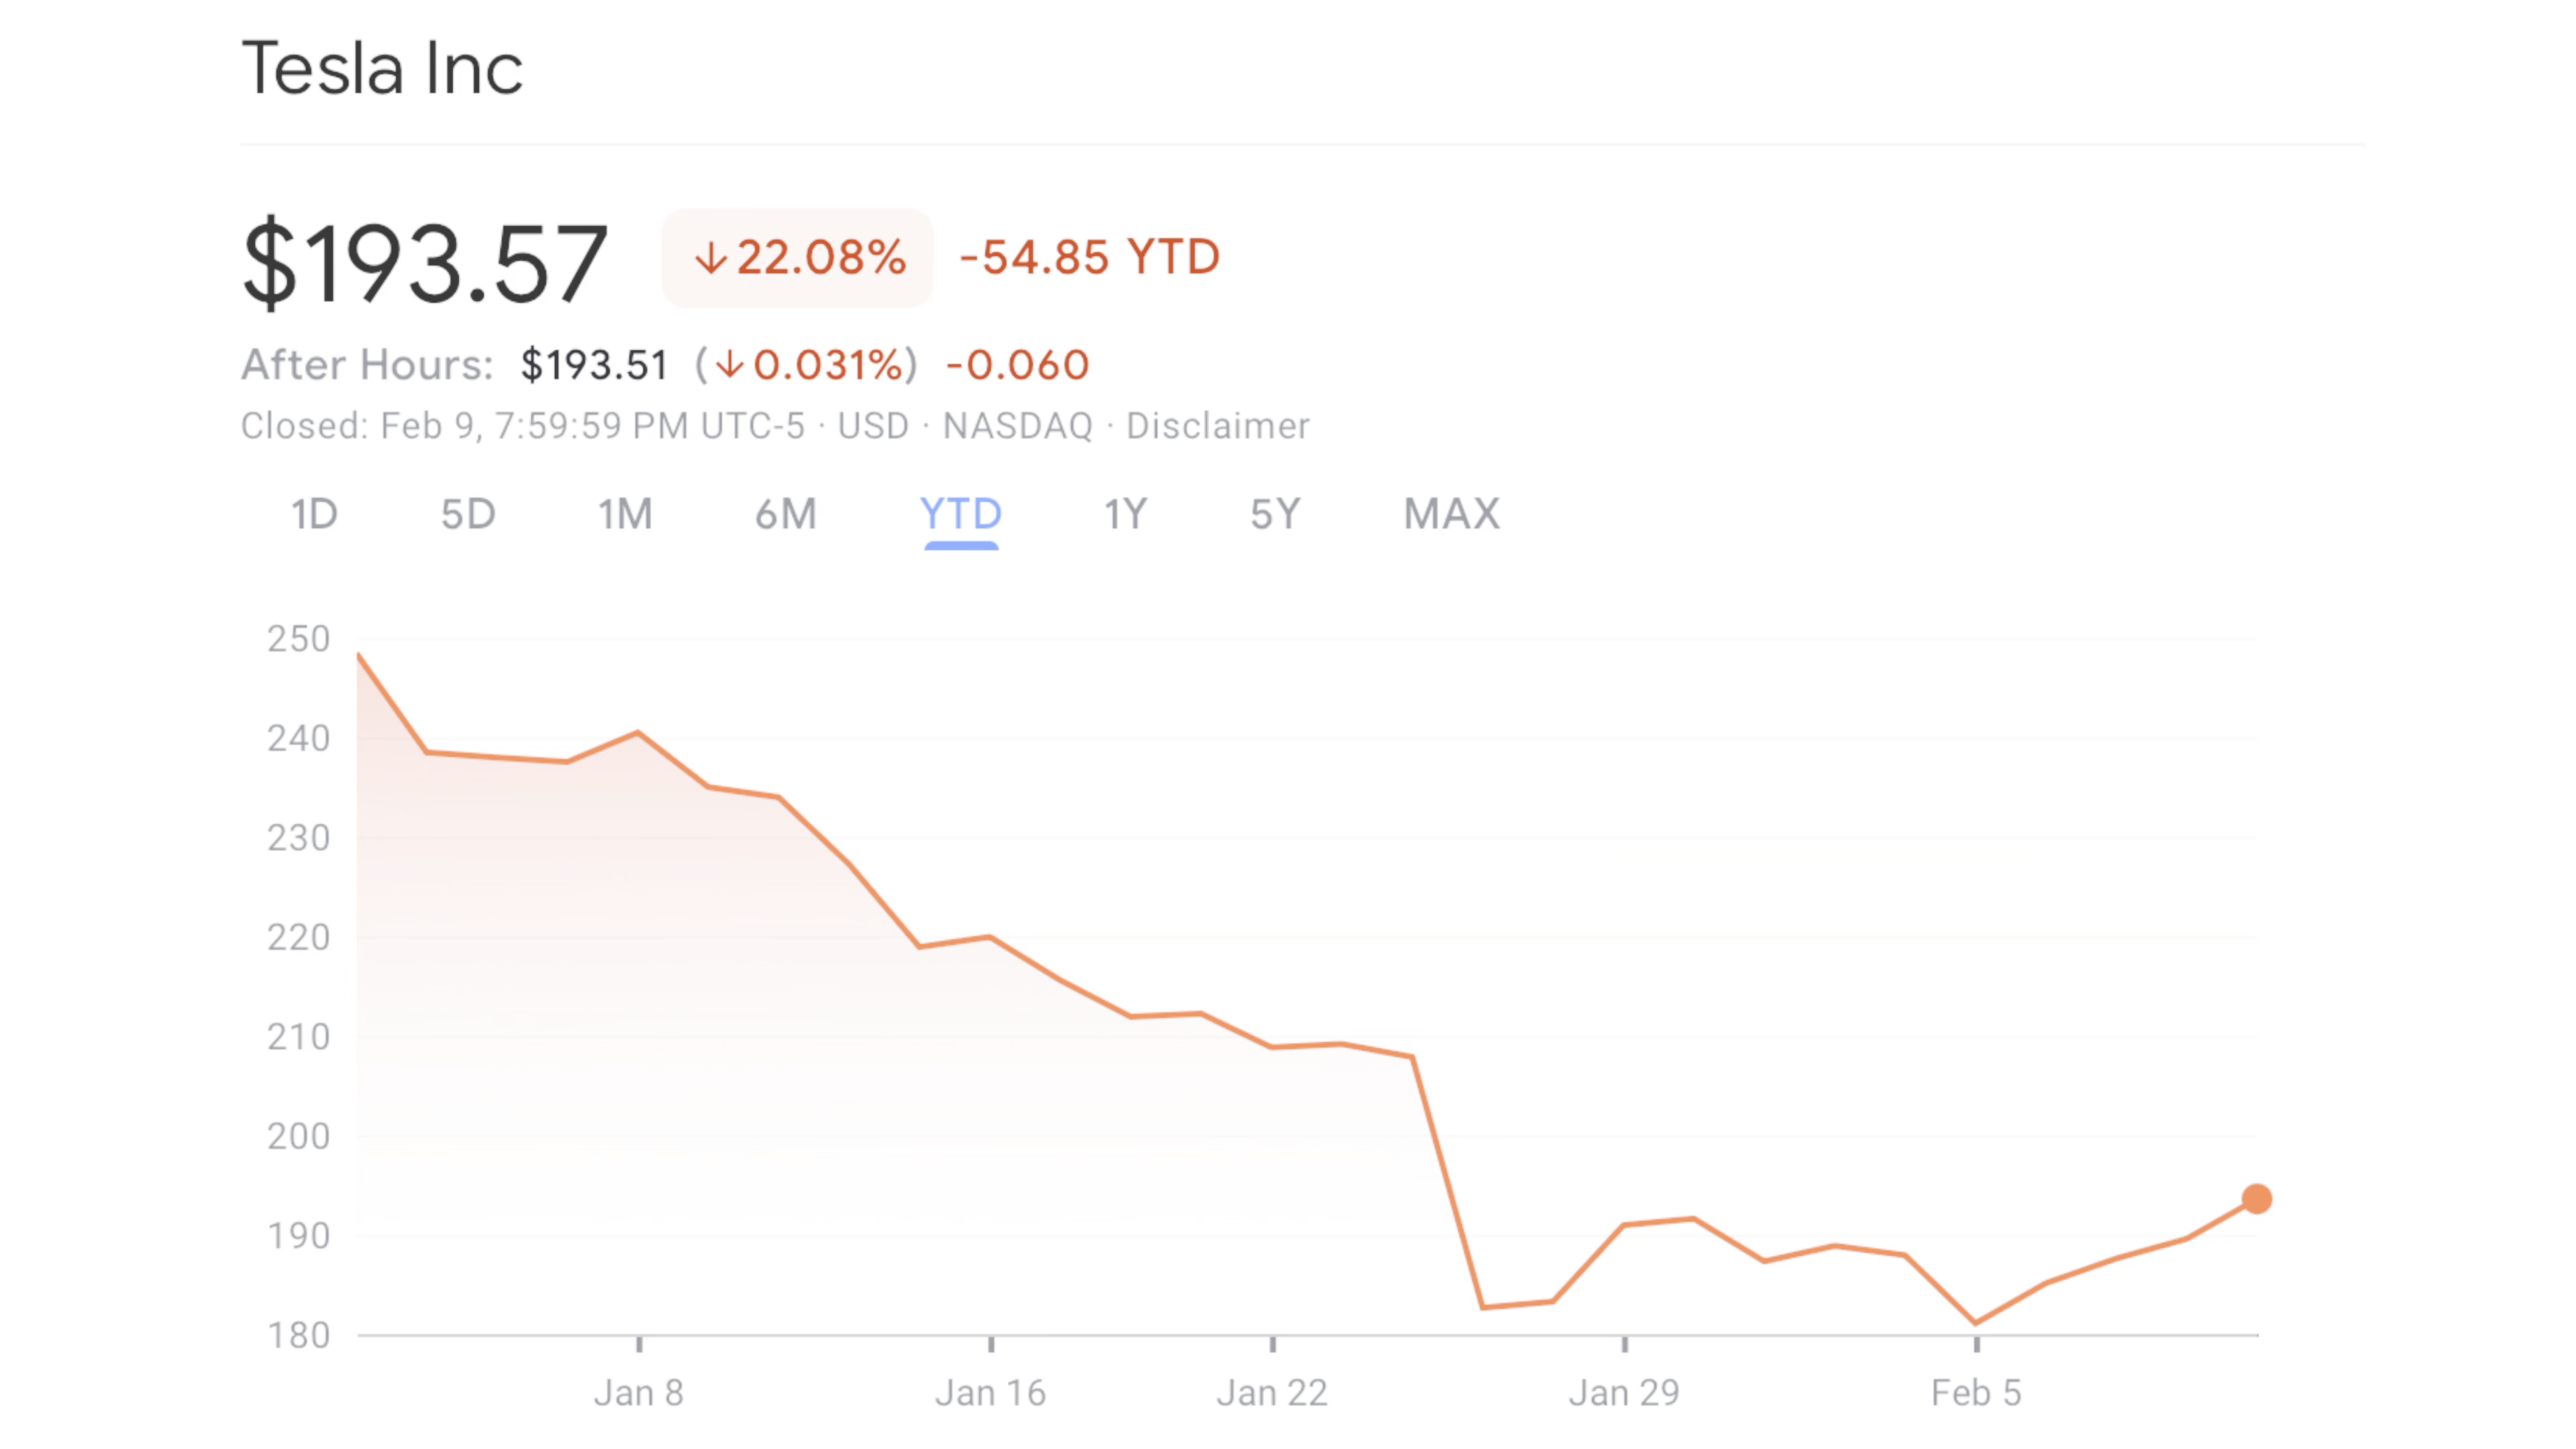 Tesla Inc
$193.57 ↓22.08% -54.85 YTD
After Hours: $193.51 (↓0.031%) -0.060
Closed: Feb 9, 7:59:59 PM UTC-5 · USD · NASDAQ · Disclaimer
1D 5D 1M 6M YTD 1Y 5Y MAX
250
240
230
220
210
200
190
180
Jan 8 Jan 16 Jan 22 Jan 29 Feb 5